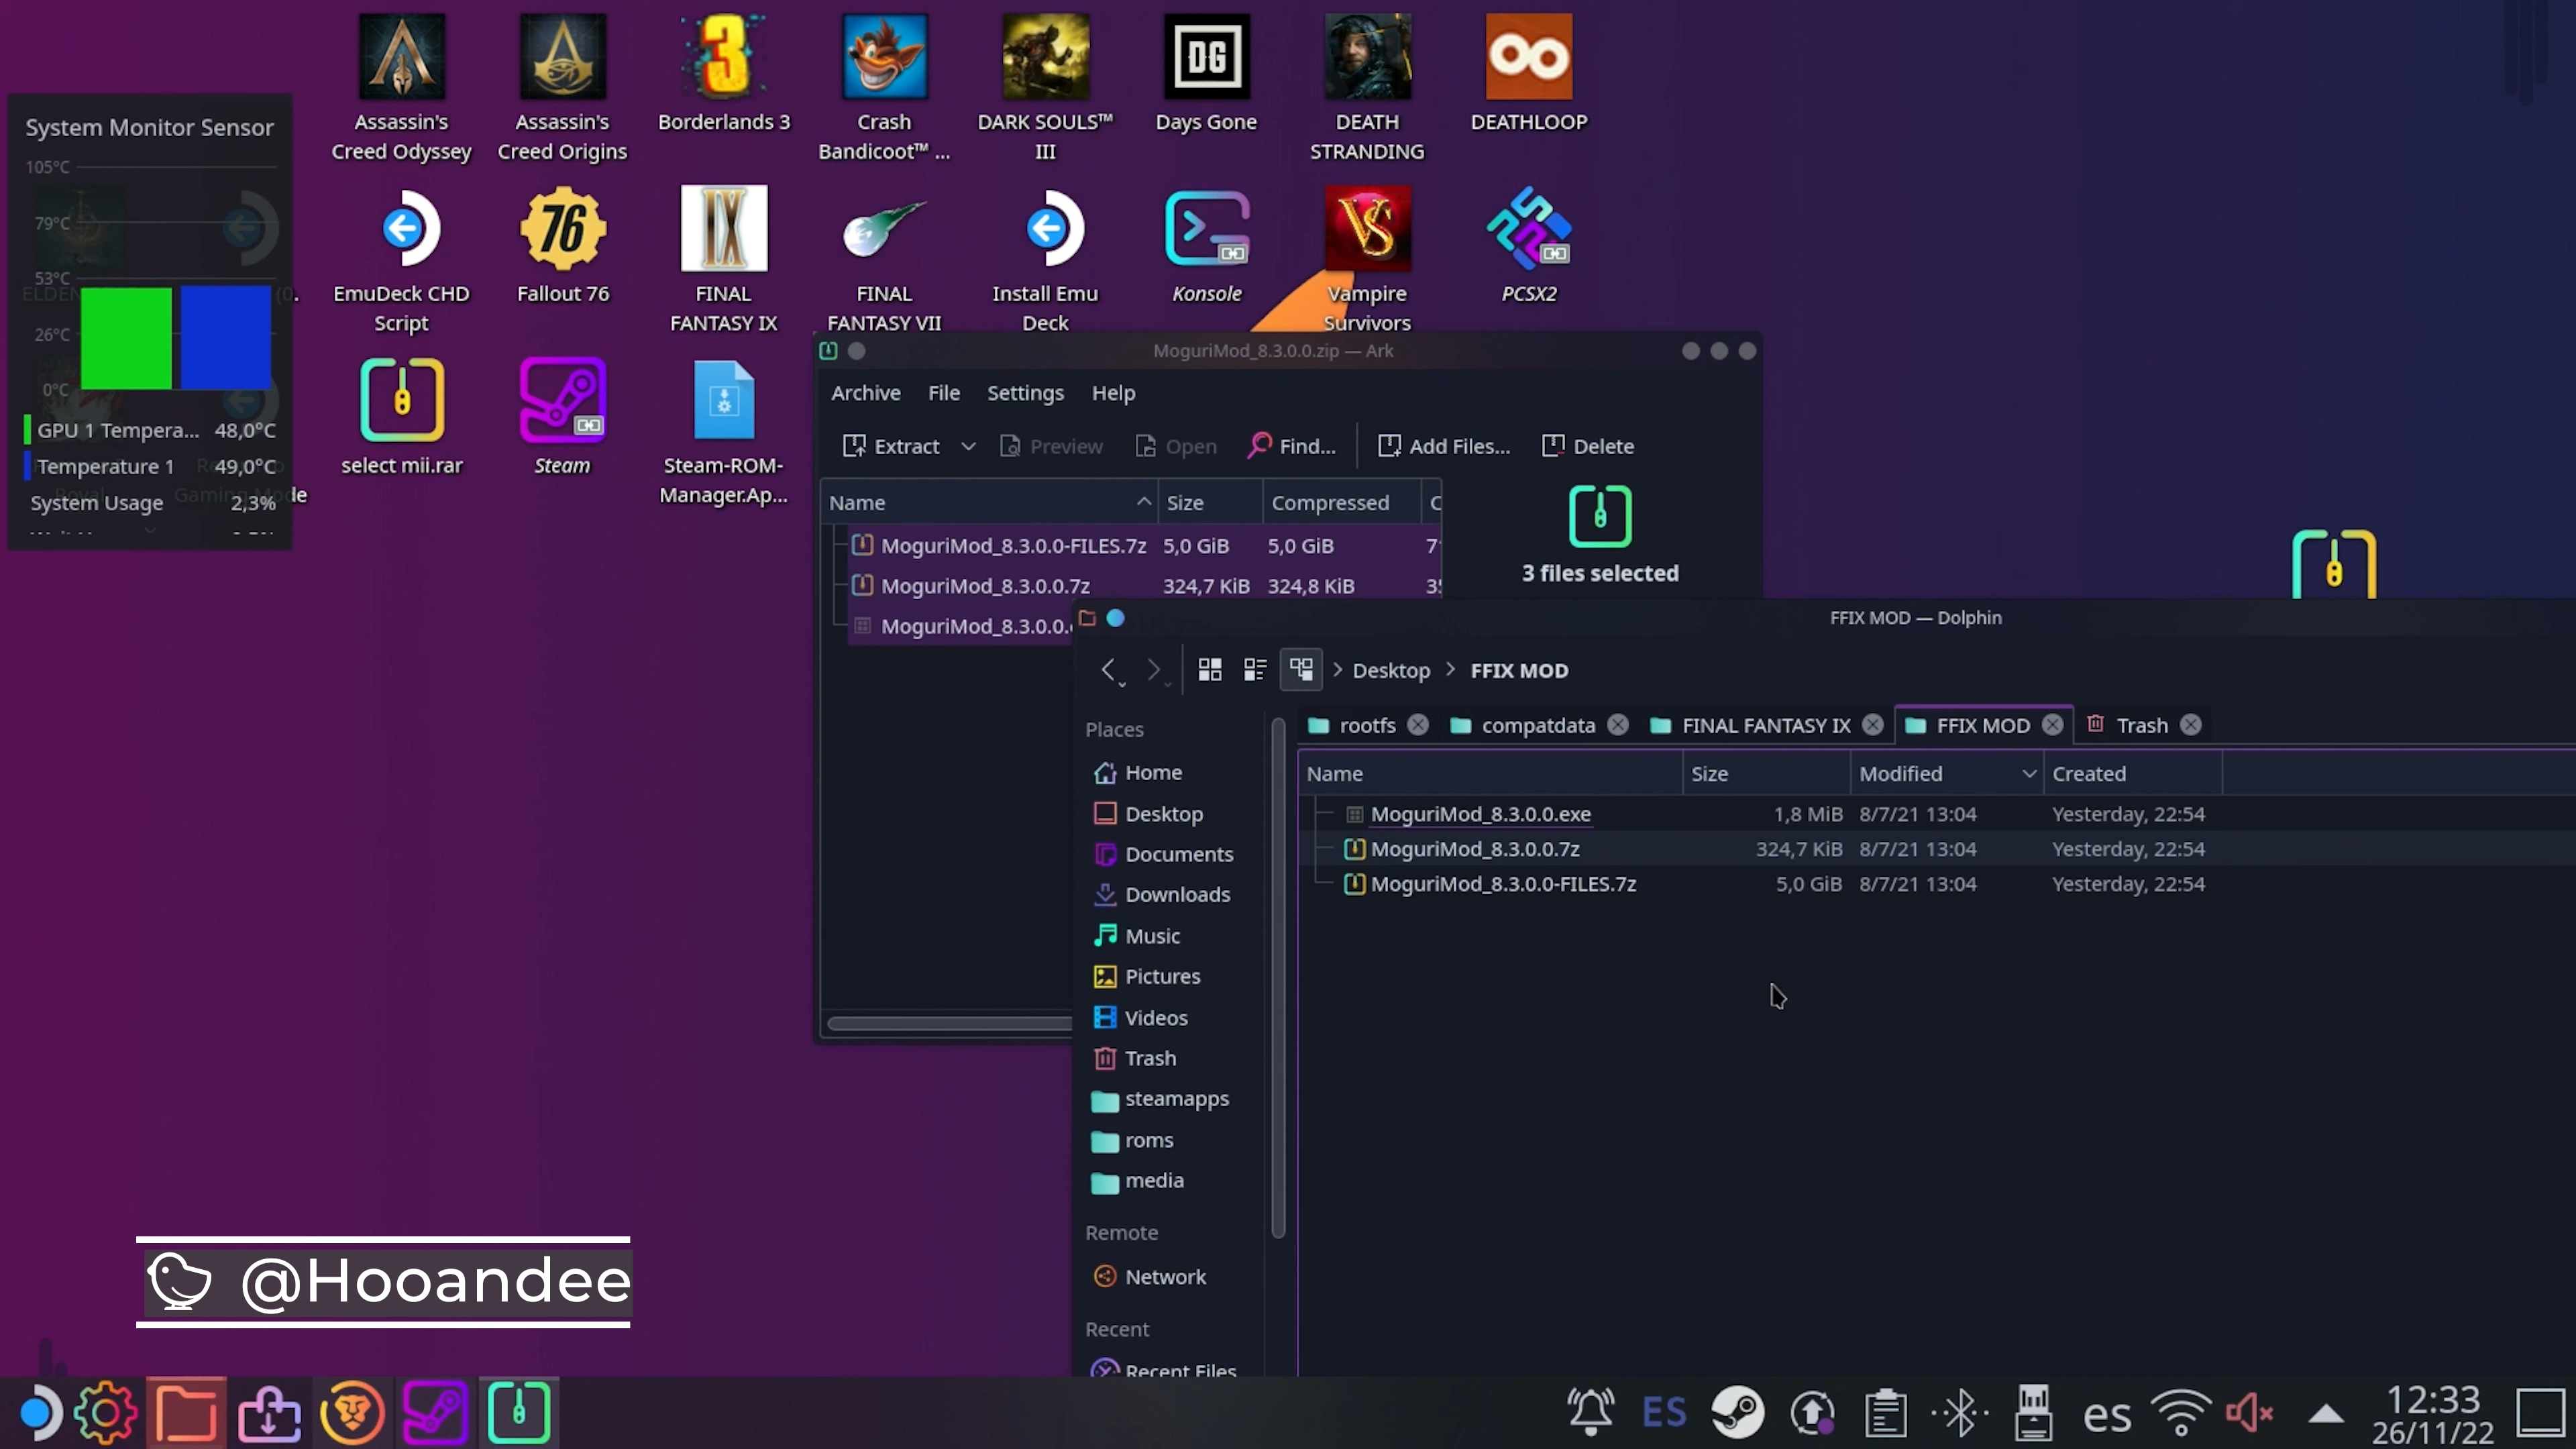 Assassin's
Creed Odyssey
Assassin's
Creed Origins
Borderlands 3
Crash
Bandicoot™ ...
DARK SOULS™
III
Days Gone
DEATH
STRANDING
DEATHLOOP
System Monitor Sensor
105°C
79°C
53°C
26°C
0°C
GPU 1 Tempera... 48,0°C
Temperature 1 49,0°C
System Usage 2,3%
EmuDeck CHD
Script
76
Fallout 76
IX
FINAL
FANTASY IX
FINAL
FANTASY VII
Install Emu
Deck
Konsole
VS
Vampire
Survivors
PCSX2
select mii.rar
Steam
Steam-ROM-
Manager.Ap...
MoguriMod_8.3.0.0.zip — Ark
Archive File Settings Help
Extract Preview Open Find... Add Files... Delete
Name Size Compressed C
MoguriMod_8.3.0.0-FILES.7z 5,0 GiB 5,0 GiB
MoguriMod_8.3.0.0.7z 324,7 KiB 324,8 KiB
MoguriMod_8.3.0.0.
3 files selected
FFIX MOD — Dolphin
Desktop > FFIX MOD
rootfs compatdata FINAL FANTASY IX FFIX MOD Trash
Name Size Modified Created
MoguriMod_8.3.0.0.exe 1,8 MiB 8/7/21 13:04 Yesterday, 22:54
MoguriMod_8.3.0.0.7z 324,7 KiB 8/7/21 13:04 Yesterday, 22:54
MoguriMod_8.3.0.0-FILES.7z 5,0 GiB 8/7/21 13:04 Yesterday, 22:54
Places
Home
Desktop
Documents
Downloads
Music
Pictures
Videos
Trash
steamapps
roms
media
Remote
Network
Recent
Recent Files
@Hooandee
ES es 12:33
26/11/22